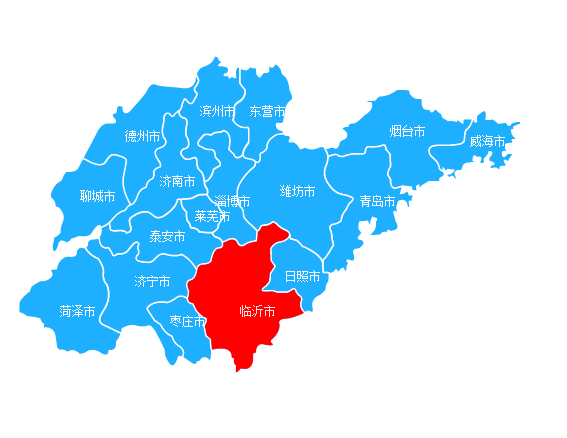 滨州市
东营市
德州市
烟台市
威海市
济南市
潍坊市
聊城市
淄博市
青岛市
莱芜市
泰安市
日照市
济宁市
菏泽市
临沂市
枣庄市